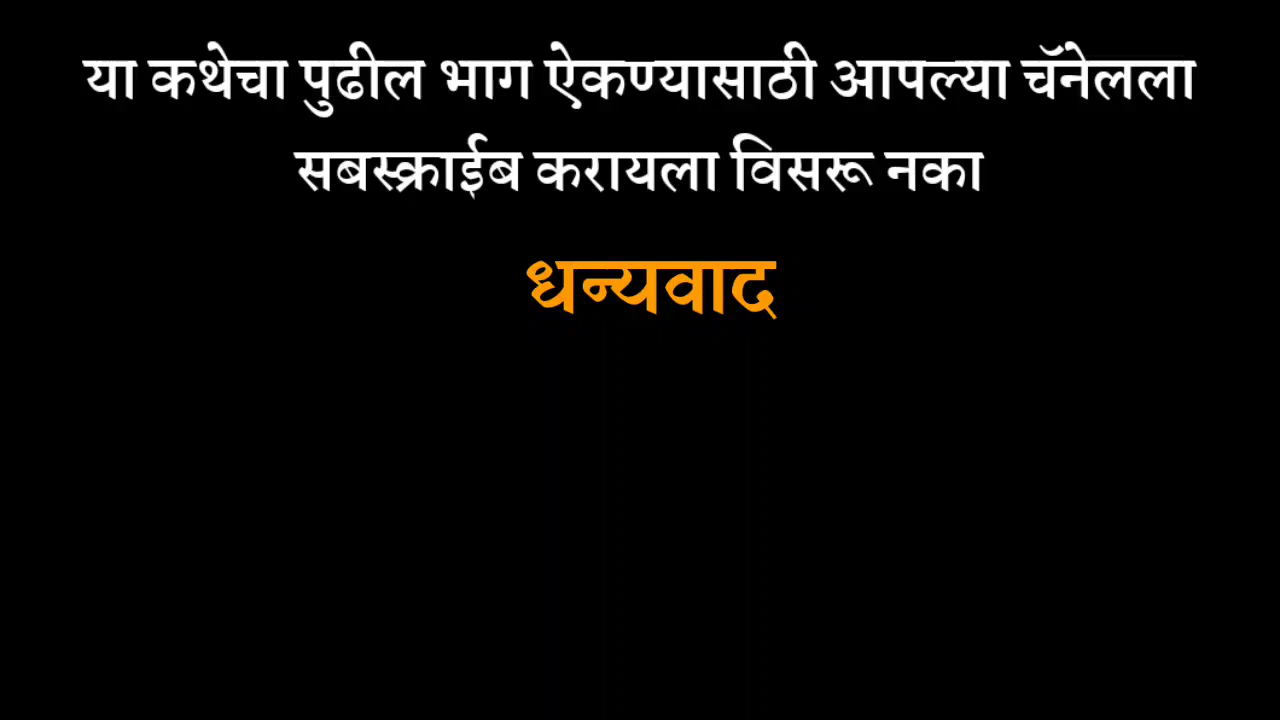 या कथेचा पुढील भाग ऐकण्यासाठी आपल्या चॅनेलला
सबस्क्राईब करायला विसरू नका
धन्यवाद